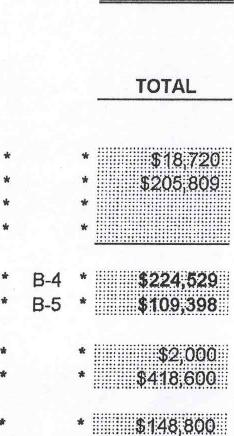 TOTAL
* * $18,720
* * $205,809
* *
* *
* B-4 * $224,529
* B-5 * $109,398
* * $2,000
* * $418,600
* * $148,800